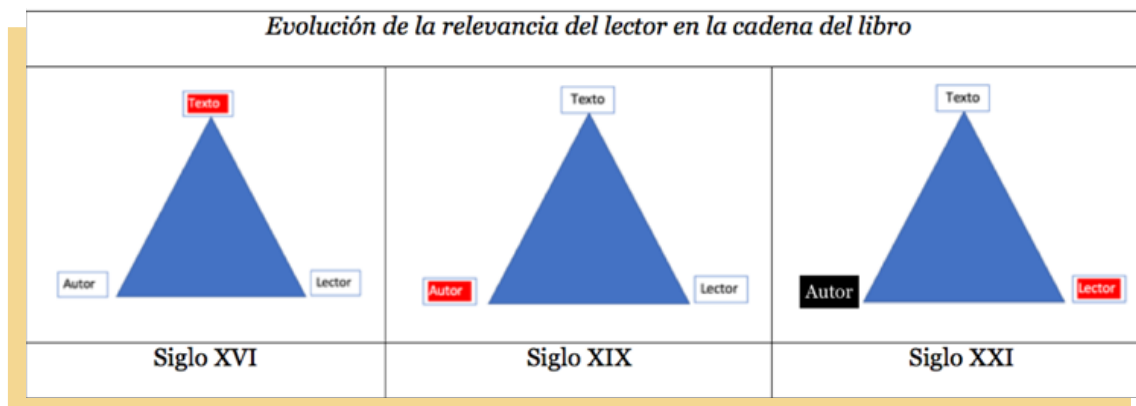 Evolución de la relevancia del lector en la cadena del libro
Texto
Autor
Lector
Siglo XVI
Texto
Autor
Lector
Siglo XIX
Texto
Autor
Lector
Siglo XXI